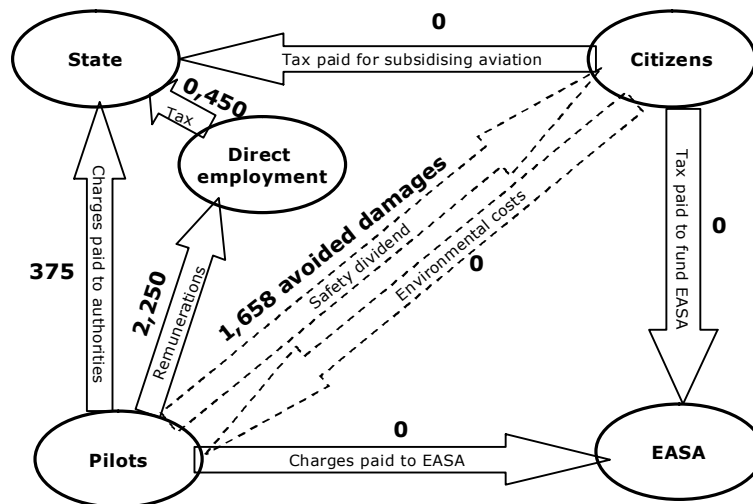 0
State
Tax paid for subsidising aviation
Citizens
0,450
Tax
Direct
employment
Charges paid to authorities
375
2,250
Remunerations
1,658 avoided damages
Safety dividend
Environmental costs
0
Tax paid to fund EASA
0
Pilots
0
Charges paid to EASA
EASA